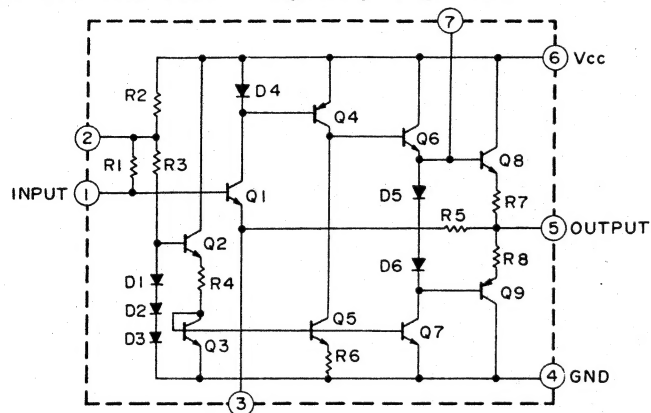 7
6 Vcc
R2
D4
Q4
2
Q6
Q8
R1
R3
INPUT 1
Q1
D5
R7
R5
5 OUTPUT
Q2
D6
R8
D1
R4
Q9
D2
Q5
Q7
D3
Q3
R6
4 GND
3